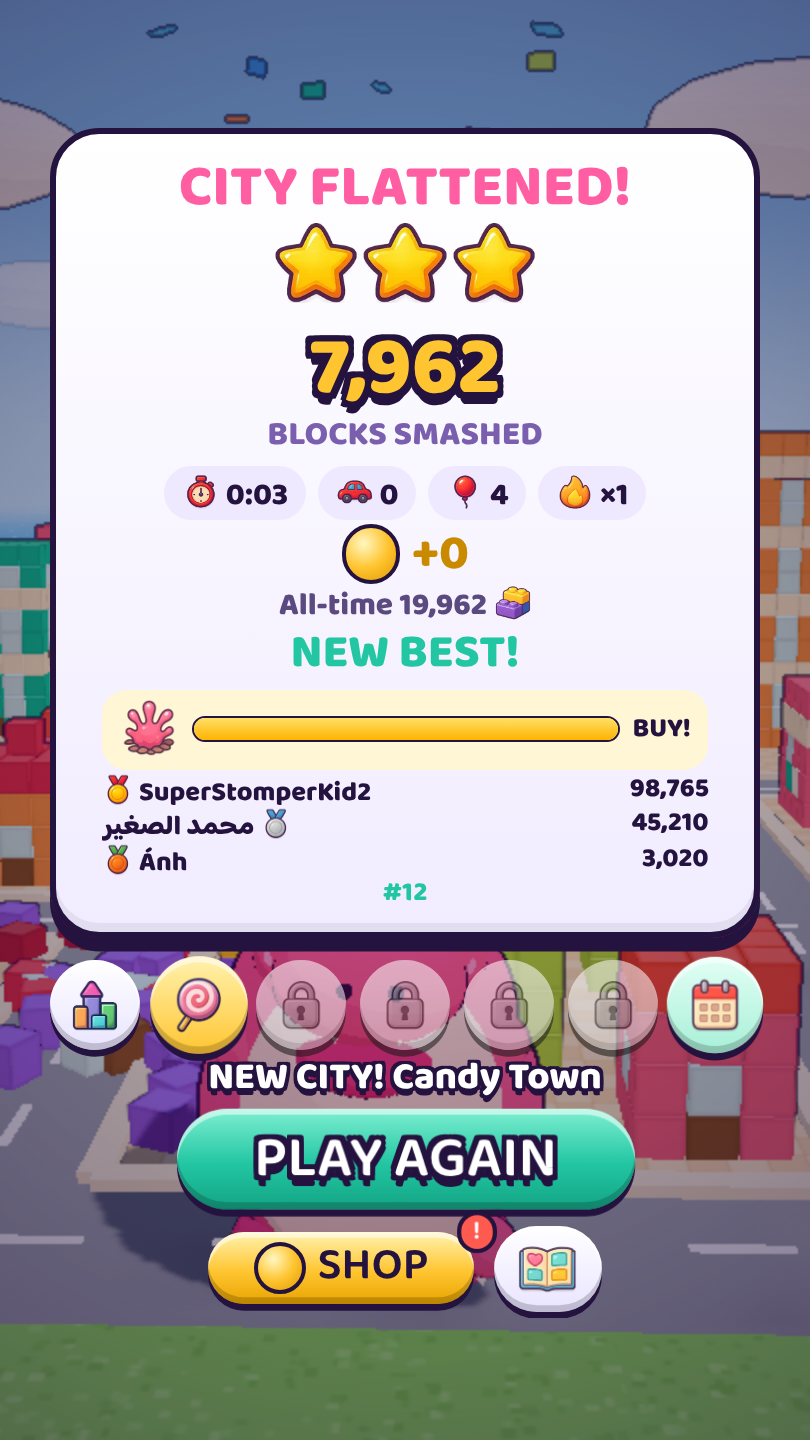 CITY FLATTENED!
7,962
BLOCKS SMASHED
0:03 0 4 ×1
+0
All-time 19,962
NEW BEST!
BUY!
SuperStomperKid2 98,765
محمد الصغير 45,210
Ánh 3,020
#12
NEW CITY! Candy Town
PLAY AGAIN
!
SHOP